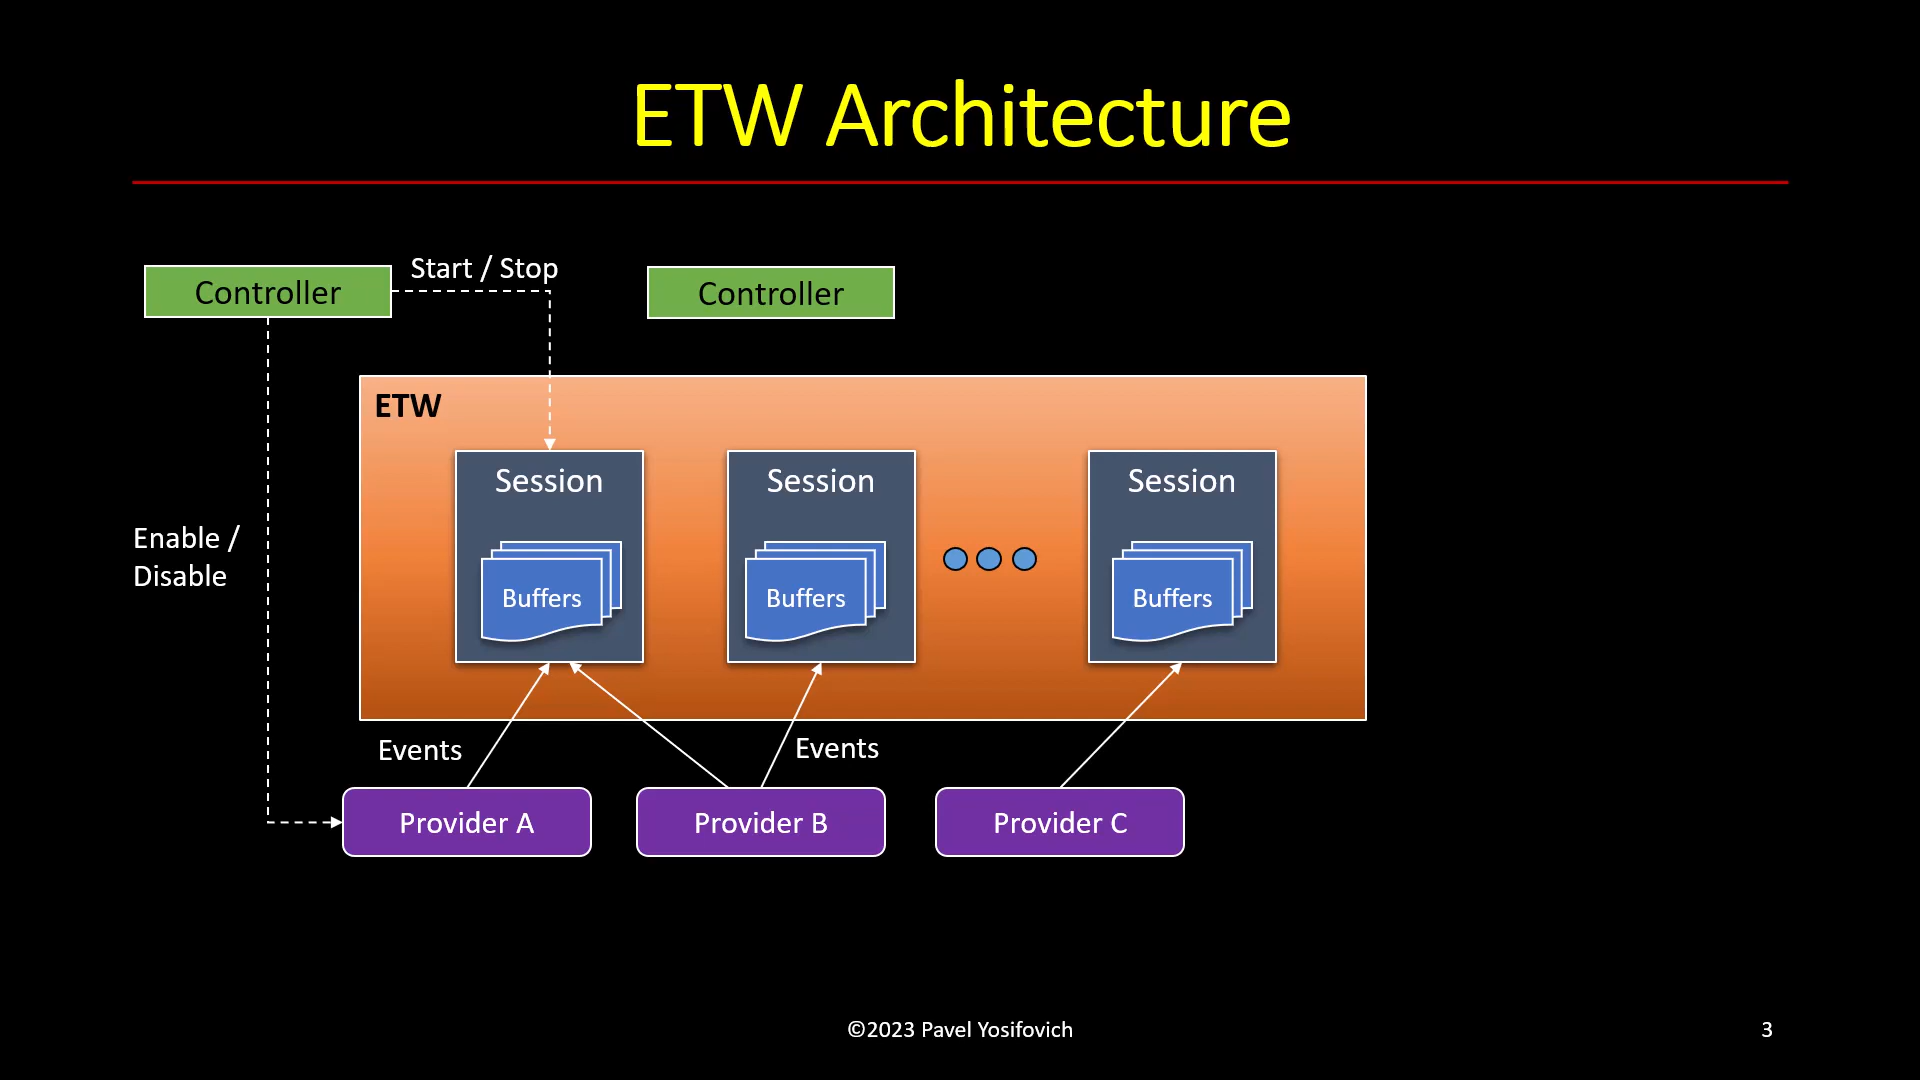 ETW Architecture
Controller
Start / Stop
Controller
ETW
Session
Session
Session
Enable /
Disable
Buffers
Buffers
Buffers
Events
Events
Provider A
Provider B
Provider C
©2023 Pavel Yosifovich
3